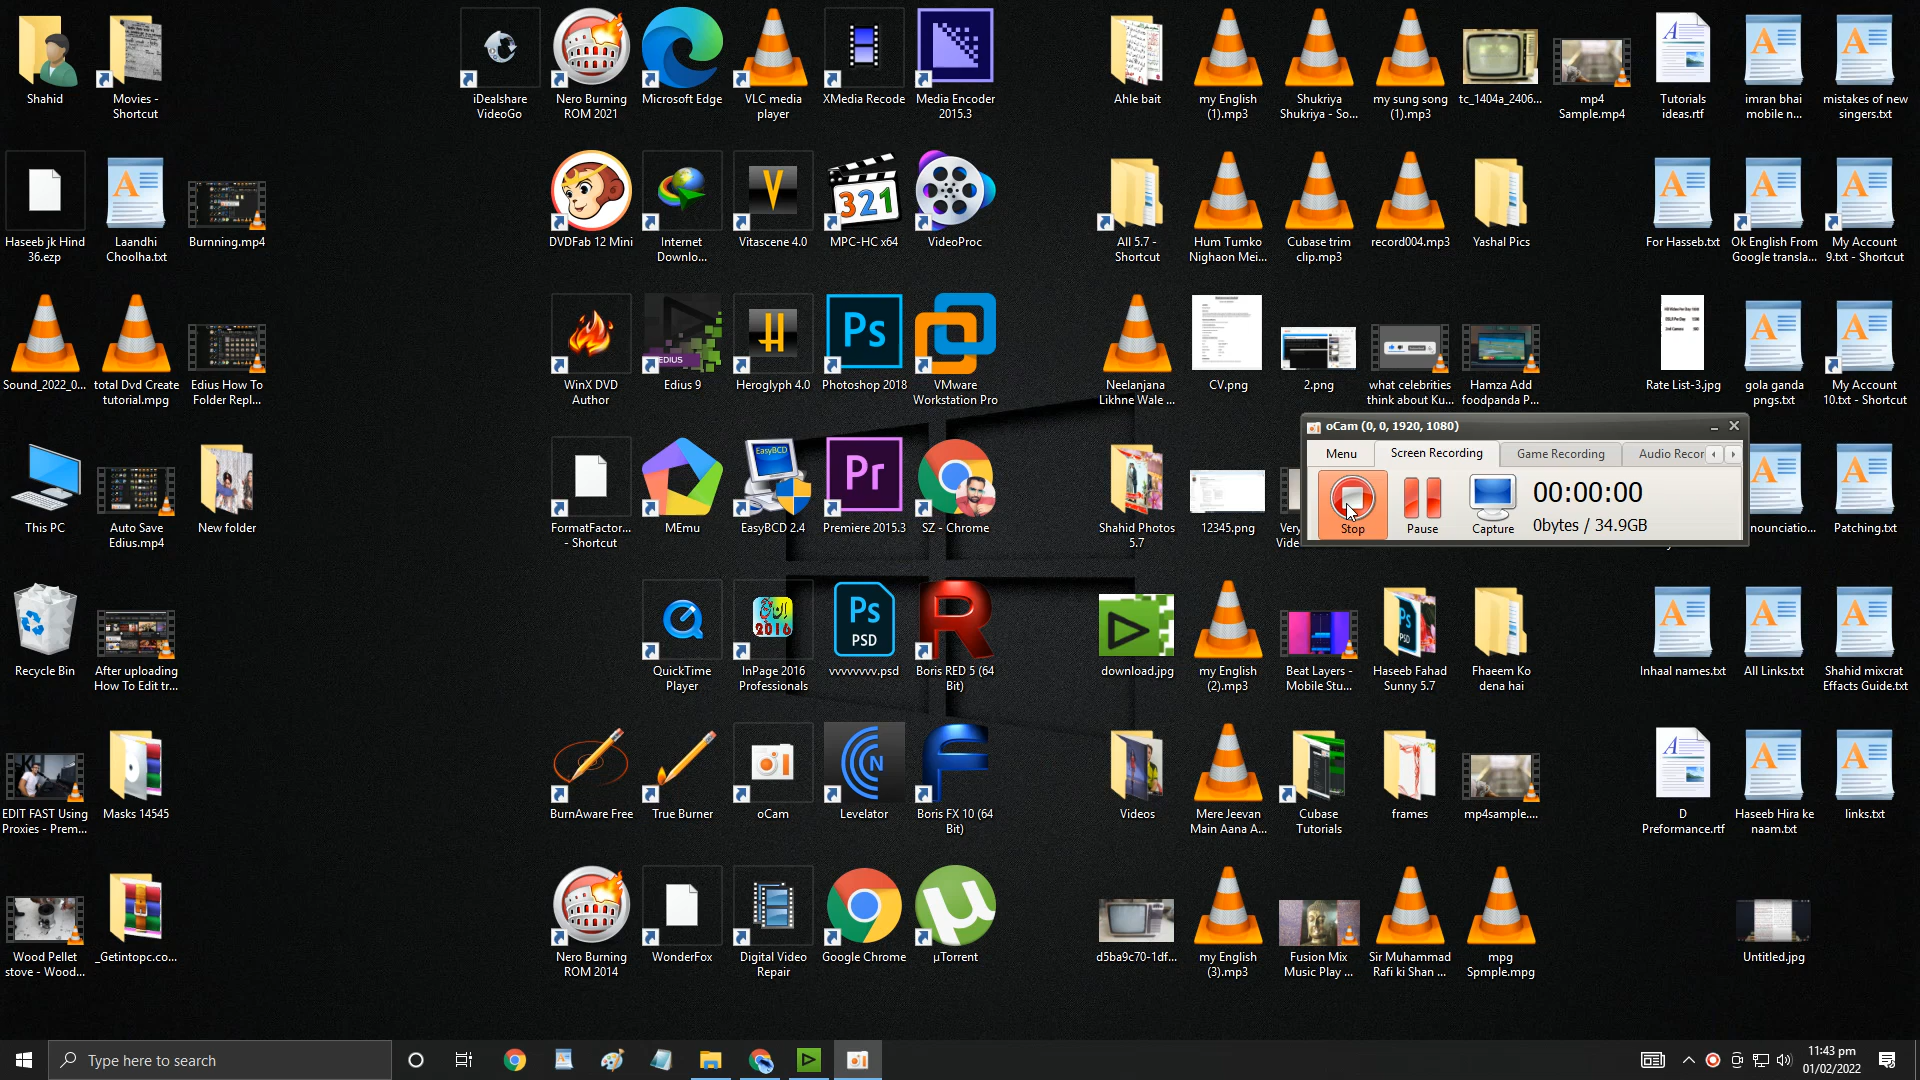 Shahid
Movies -
Shortcut
iDealshare
VideoGo
Nero Burning
ROM 2021
Microsoft Edge
VLC media
player
XMedia Recode
Media Encoder
2015.3
Ahle bait
my English
(1).mp3
Shukriya
Shukriya - So...
my sung song
(1).mp3
tc_1404a_2406...
mp4
Sample.mp4
Tutorials
ideas.rtf
imran bhai
mobile n...
mistakes of new
singers.txt
Haseeb jk Hind
36.ezp
Laandhi
Choolha.txt
Burnning.mp4
DVDFab 12 Mini
Internet
Downlo...
Vitascene 4.0
321
MPC-HC x64
VideoProc
All 5.7 -
Shortcut
Hum Tumko
Nighaon Mei...
Cubase trim
clip.mp3
record004.mp3
Yashal Pics
For Hasseb.txt
Ok English From
Google transla...
My Account
9.txt - Shortcut
Sound_2022_0...
total Dvd Create
tutorial.mpg
Edius How To
Folder Repl...
WinX DVD
Author
EDIUS
Edius 9
Heroglyph 4.0
Ps
Photoshop 2018
VMware
Workstation Pro
Neelanjana
Likhne Wale ...
CV.png
2.png
what celebrities
think about Ku...
Hamza Add
foodpanda P...
Rate List-3.jpg
gola ganda
pngs.txt
My Account
10.txt - Shortcut
oCam (0, 0, 1920, 1080)
Menu
Screen Recording
Game Recording
Audio Recor
Stop
Pause
Capture
00:00:00
0bytes / 34.9GB
This PC
Auto Save
Edius.mp4
New folder
FormatFactor...
- Shortcut
MEmu
EasyBCD
EasyBCD 2.4
Pr
Premiere 2015.3
SZ - Chrome
Shahid Photos
5.7
12345.png
Very
Vide
nounciatio...
Patching.txt
Recycle Bin
After uploading
How To Edit tr...
QuickTime
Player
2016
InPage 2016
Professionals
Ps
PSD
vvvvvvvv.psd
Boris RED 5 (64
Bit)
download.jpg
my English
(2).mp3
Beat Layers -
Mobile Stu...
Haseeb Fahad
Sunny 5.7
Fhaeem Ko
dena hai
Inhaal names.txt
All Links.txt
Shahid mixcrat
Effacts Guide.txt
EDIT FAST Using
Proxies - Prem...
Masks 14545
BurnAware Free
True Burner
oCam
Levelator
Boris FX 10 (64
Bit)
Videos
Mere Jeevan
Main Aana A...
Cubase
Tutorials
frames
mp4sample....
D
Preformance.rtf
Haseeb Hira ke
naam.txt
links.txt
Wood Pellet
stove - Wood...
_Getintopc.co...
Nero Burning
ROM 2014
WonderFox
Digital Video
Repair
Google Chrome
µTorrent
d5ba9c70-1df...
my English
(3).mp3
Fusion Mix
Music Play ...
Sir Muhammad
Rafi ki Shan ...
mpg
Spmple.mpg
Untitled.jpg
Type here to search
11:43 pm
01/02/2022